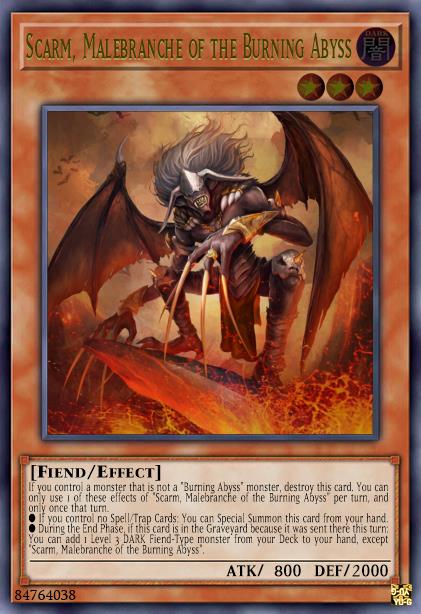 Scarm, Malebranche of the Burning Abyss
DARK
闇
[Fiend/Effect]
If you control a monster that is not a "Burning Abyss" monster, destroy this card. You can
only use 1 of these effects of "Scarm, Malebranche of the Burning Abyss" per turn, and
only once that turn.
● If you control no Spell/Trap Cards: You can Special Summon this card from your hand.
● During the End Phase, if this card is in the Graveyard because it was sent there this turn:
You can add 1 Level 3 DARK Fiend-Type monster from your Deck to your hand, except
"Scarm, Malebranche of the Burning Abyss".
ATK/ 800 DEF/2000
84764038